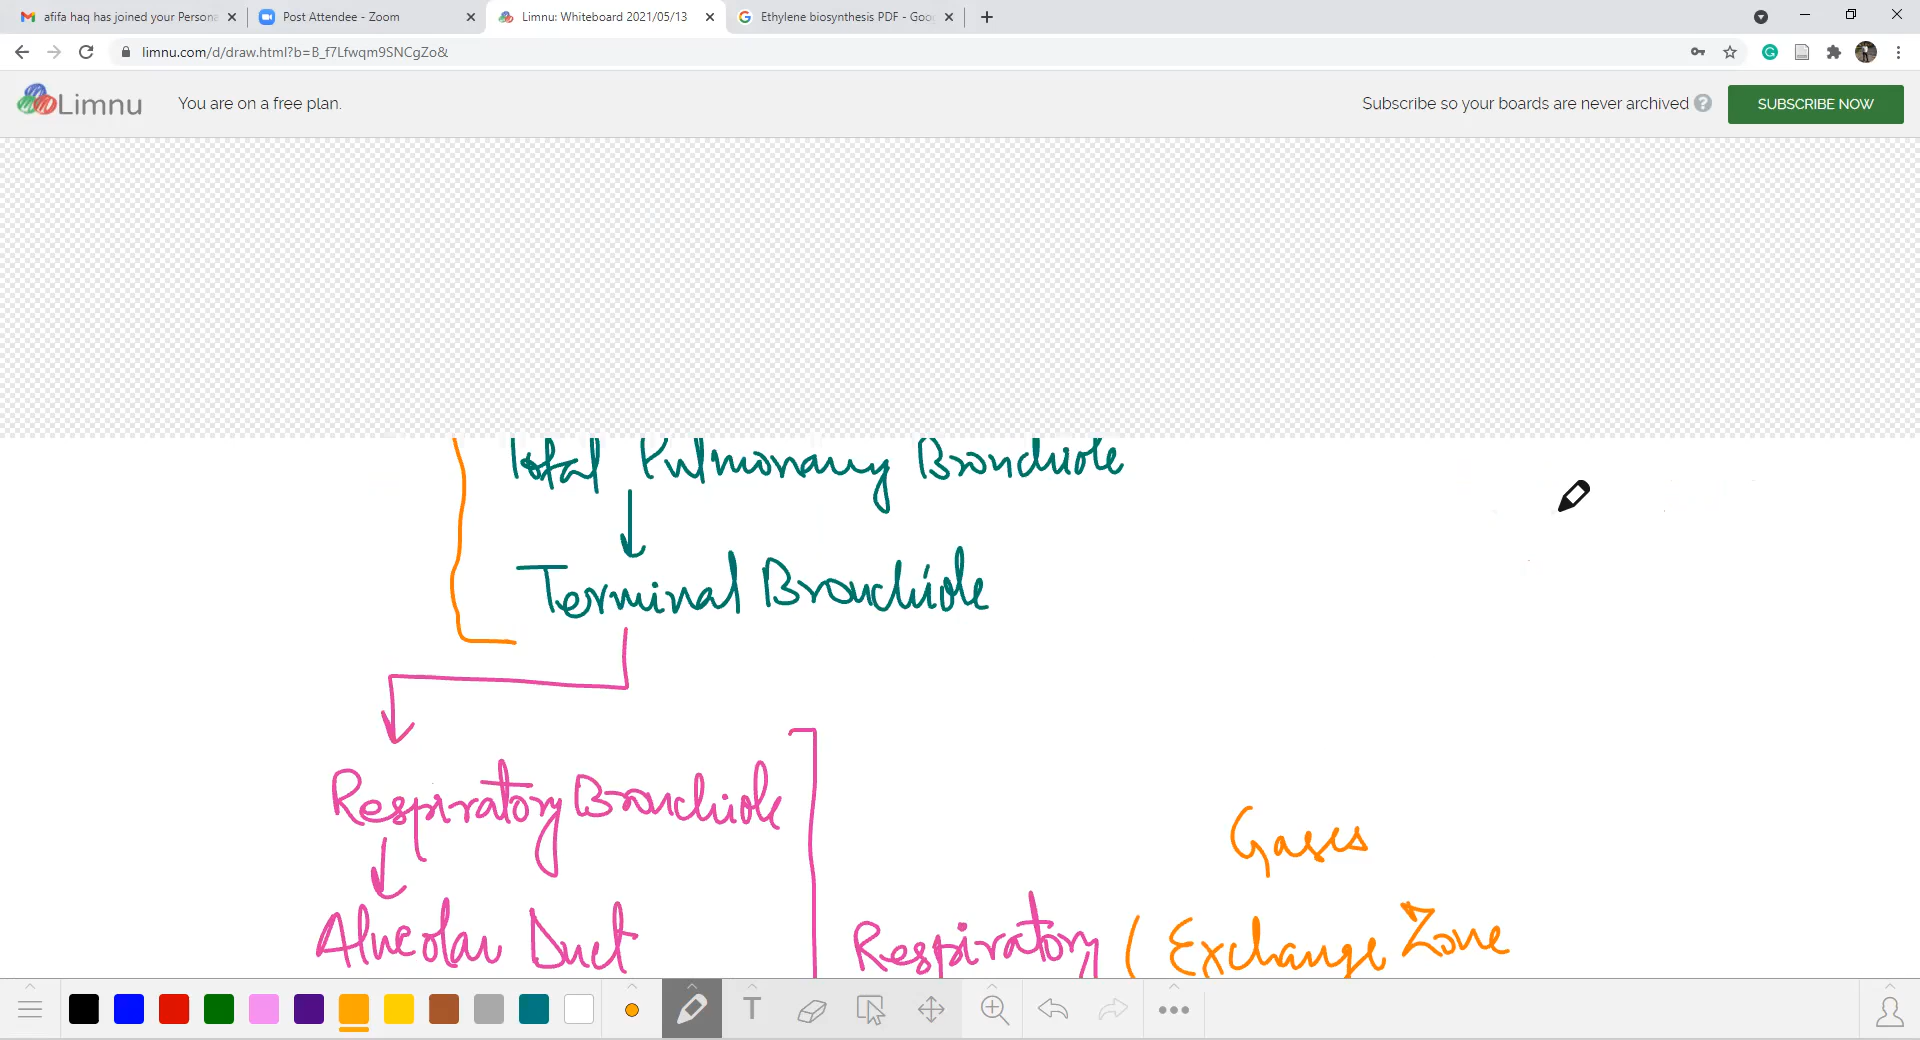 afifa haq has joined your Persona
Post Attendee - Zoom
Limnu: Whiteboard 2021/05/13
Ethylene biosynthesis PDF - Goo
limnu.com/d/draw.html?b=B_f7Lfwqm9SNCgZo&
Limnu
You are on a free plan.
Subscribe so your boards are never archived ?
SUBSCRIBE NOW
Pulmonary Bronchiole
Terminal Bronchiole
Respiratory Bronchiole
Gases
Alveolar Duct
Respiratory ( Exchange Zone
T